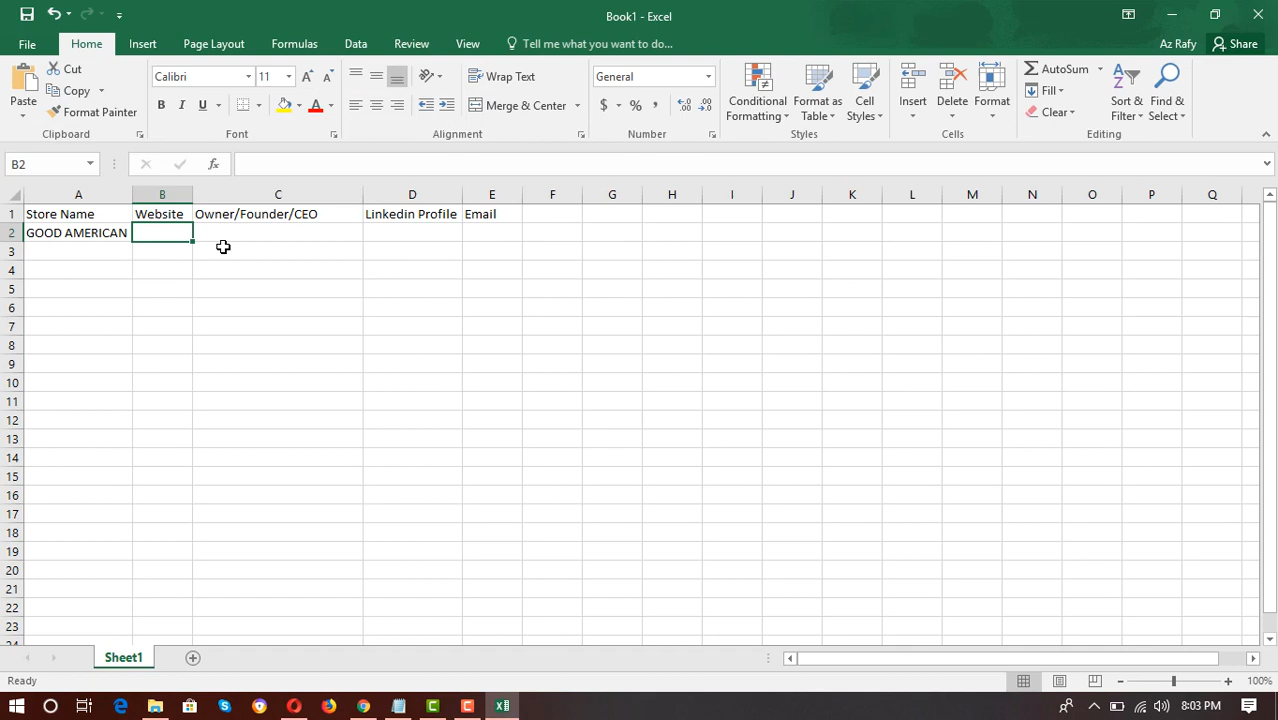 Book1 - Excel
File Home Insert Page Layout Formulas Data Review View Tell me what you want to do... Az Rafy Share
Cut
Copy
Format Painter
Paste
Clipboard
Calibri 11
B I U
A A
Font
Wrap Text
Merge & Center
Alignment
General
$ % ,
Number
Conditional Formatting
Format as Table
Cell Styles
Styles
Insert
Delete
Format
Cells
AutoSum
Fill
Clear
Sort & Filter
Find & Select
Editing
B2 fx
A B C D E F G H I J K L M N O P Q
1 Store Name Website Owner/Founder/CEO Linkedin Profile Email
2 GOOD AMERICAN
3
4
5
6
7
8
9
10
11
12
13
14
15
16
17
18
19
20
21
22
23
24
Sheet1
Ready 100%
8:03 PM